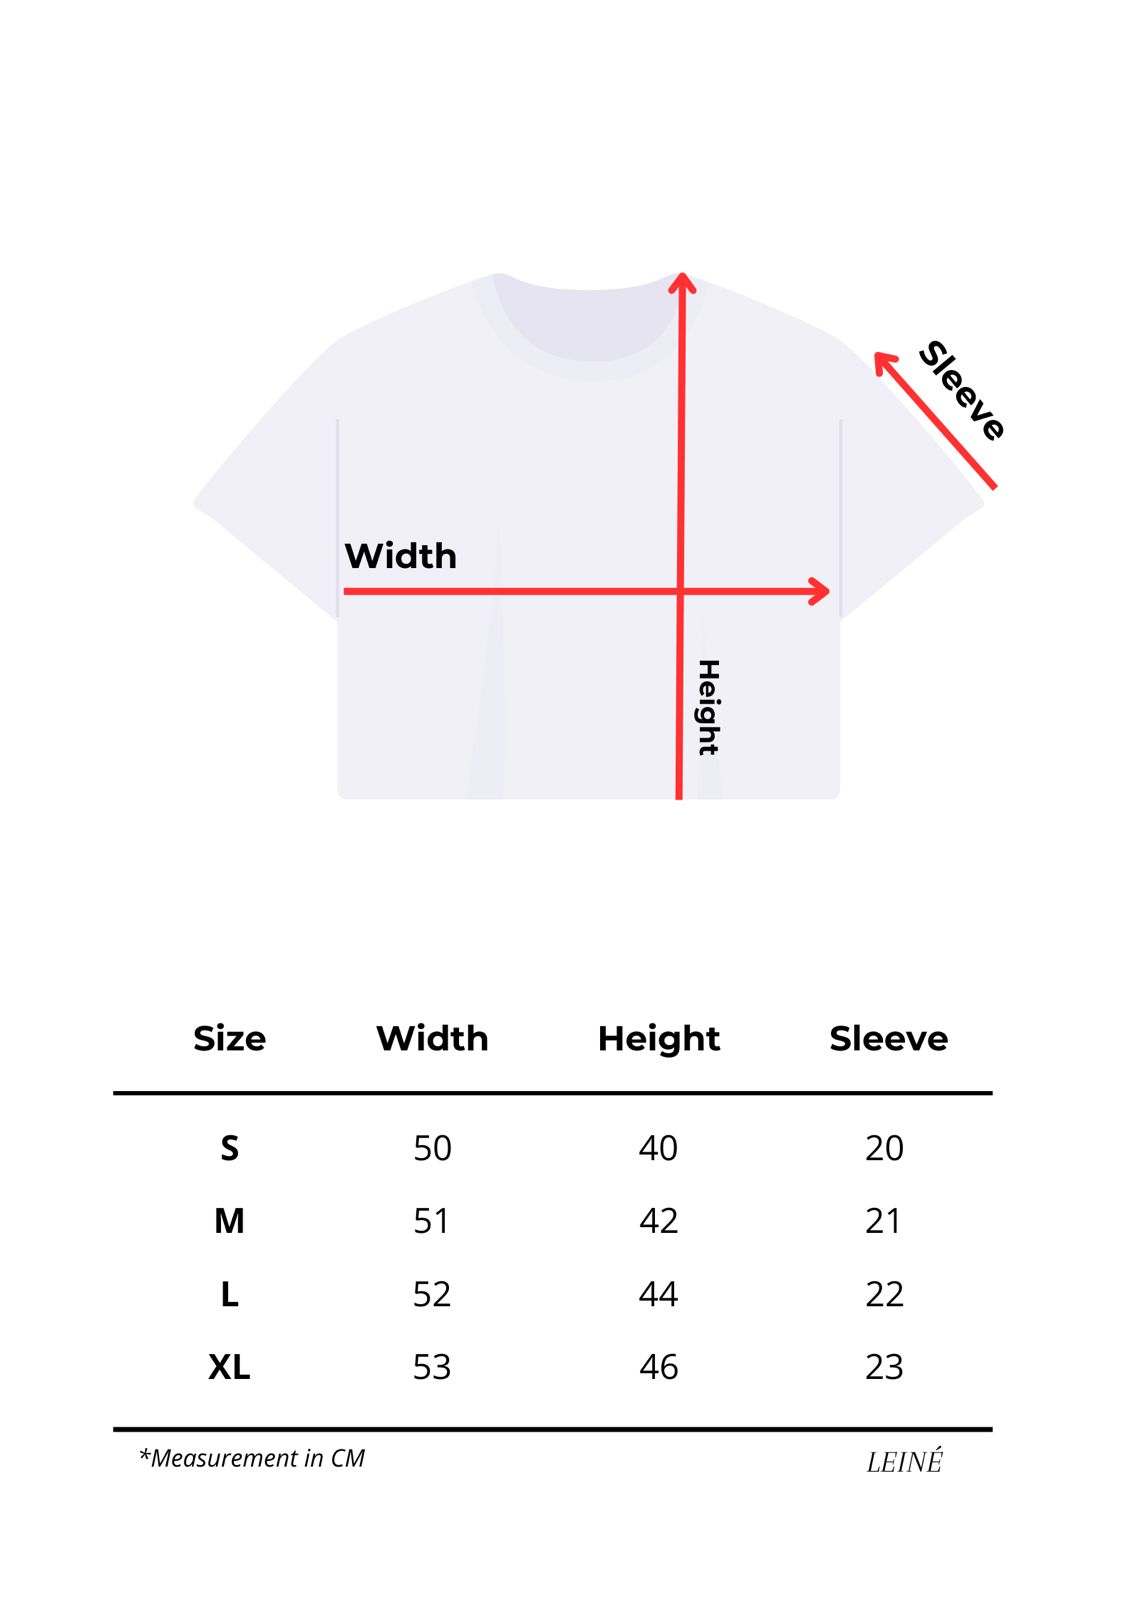 Sleeve
Width
Height
Size Width Height Sleeve
S 50 40 20
M 51 42 21
L 52 44 22
XL 53 46 23
*Measurement in CM LEINÉ